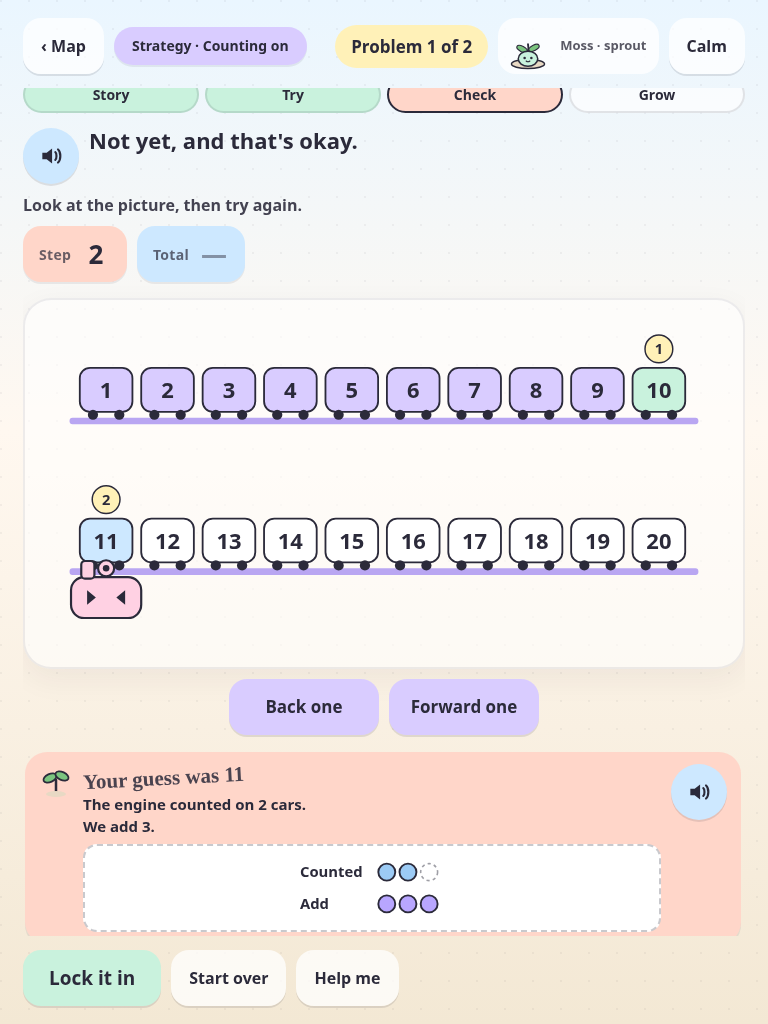 ‹ Map
Strategy · Counting on
Problem 1 of 2
Moss · sprout
Calm
Story
Try
Check
Grow
Not yet, and that's okay.
Look at the picture, then try again.
Step 2
Total —
1
1 2 3 4 5 6 7 8 9 10
2
11 12 13 14 15 16 17 18 19 20
Back one
Forward one
Your guess was 11
The engine counted on 2 cars.
We add 3.
Counted
Add
Lock it in
Start over
Help me